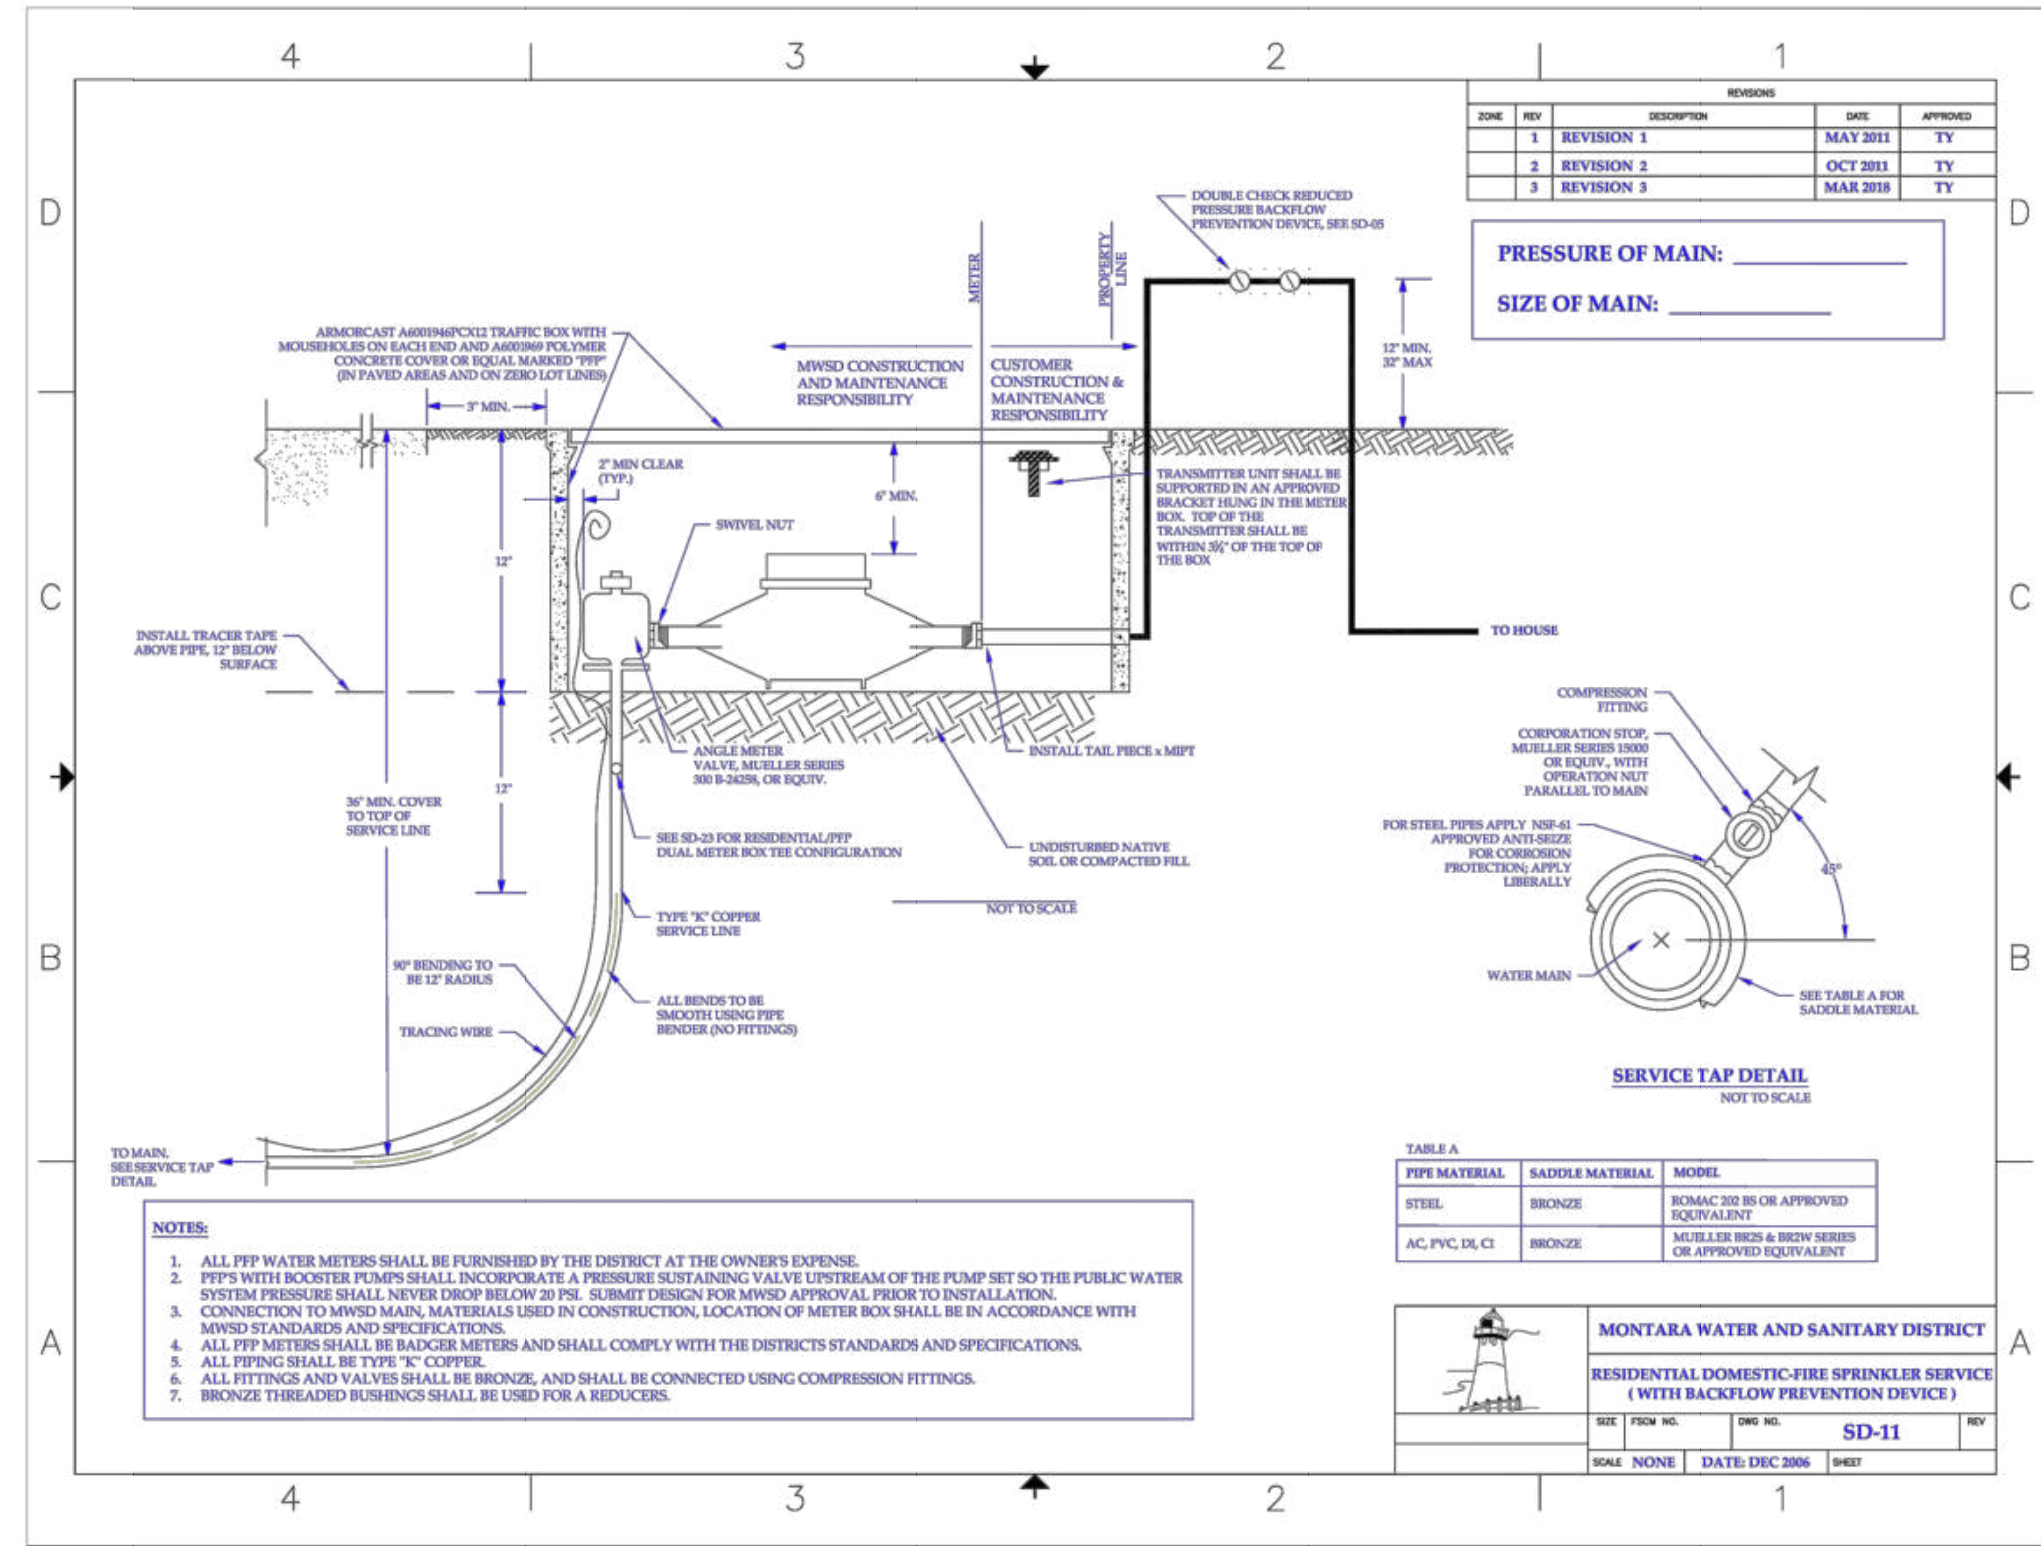 4 3 2 1
REVISIONS
ZONE REV DESCRIPTION DATE APPROVED
1 REVISION 1 MAY 2011 TY
2 REVISION 2 OCT 2011 TY
3 REVISION 3 MAR 2018 TY
D D
PRESSURE OF MAIN:
SIZE OF MAIN:
DOUBLE CHECK REDUCED
PRESSURE BACKFLOW
PREVENTION DEVICE, SEE SD-05
METER
PROPERTY
LINE
ARMORCAST A6001946PCX12 TRAFFIC BOX WITH
MOUSEHOLES ON EACH END AND A6001969 POLYMER
CONCRETE COVER OR EQUAL MARKED "PFP"
(IN PAVED AREAS AND ON ZERO LOT LINES)
MWSD CONSTRUCTION
AND MAINTENANCE
RESPONSIBILITY
CUSTOMER
CONSTRUCTION &
MAINTENANCE
RESPONSIBILITY
12" MIN.
32" MAX
3" MIN.
2" MIN CLEAR
(TYP.)
6" MIN.
TRANSMITTER UNIT SHALL BE
SUPPORTED IN AN APPROVED
BRACKET HUNG IN THE METER
BOX. TOP OF THE
TRANSMITTER SHALL BE
WITHIN OF THE TOP OF
THE BOX
SWIVEL NUT
12"
C C
INSTALL TRACER TAPE
ABOVE PIPE, 12" BELOW
SURFACE
TO HOUSE
COMPRESSION
FITTING
CORPORATION STOP,
MUELLER SERIES 15000
OR EQUIV., WITH
OPERATION NUT
PARALLEL TO MAIN
ANGLE METER
VALVE, MUELLER SERIES
300 B-24258, OR EQUIV.
INSTALL TAIL PIECE x MIPT
12"
36" MIN. COVER
TO TOP OF
SERVICE LINE
SEE SD-23 FOR RESIDENTIAL/PFP
DUAL METER BOX TEE CONFIGURATION
UNDISTURBED NATIVE
SOIL OR COMPACTED FILL
FOR STEEL PIPES APPLY NSF-61
APPROVED ANTI-SEIZE
FOR CORROSION
PROTECTION; APPLY
LIBERALLY
45°
NOT TO SCALE
TYPE "K" COPPER
SERVICE LINE
B B
90° BENDING TO
BE 12" RADIUS
WATER MAIN
SEE TABLE A FOR
SADDLE MATERIAL
ALL BENDS TO BE
SMOOTH USING PIPE
BENDER (NO FITTINGS)
TRACING WIRE
SERVICE TAP DETAIL
NOT TO SCALE
TO MAIN.
SEE SERVICE TAP
DETAIL
TABLE A
PIPE MATERIAL SADDLE MATERIAL MODEL
STEEL BRONZE ROMAC 202 BS OR APPROVED
EQUIVALENT
AC, PVC, DI, CI BRONZE MUELLER BR2S & BR2W SERIES
OR APPROVED EQUIVALENT
NOTES:
1. ALL PFP WATER METERS SHALL BE FURNISHED BY THE DISTRICT AT THE OWNER'S EXPENSE.
2. PFP'S WITH BOOSTER PUMPS SHALL INCORPORATE A PRESSURE SUSTAINING VALVE UPSTREAM OF THE PUMP SET SO THE PUBLIC WATER
SYSTEM PRESSURE SHALL NEVER DROP BELOW 20 PSI. SUBMIT DESIGN FOR MWSD APPROVAL PRIOR TO INSTALLATION.
3. CONNECTION TO MWSD MAIN, MATERIALS USED IN CONSTRUCTION, LOCATION OF METER BOX SHALL BE IN ACCORDANCE WITH
MWSD STANDARDS AND SPECIFICATIONS.
4. ALL PFP METERS SHALL BE BADGER METERS AND SHALL COMPLY WITH THE DISTRICTS STANDARDS AND SPECIFICATIONS.
5. ALL PIPING SHALL BE TYPE "K" COPPER.
6. ALL FITTINGS AND VALVES SHALL BE BRONZE, AND SHALL BE CONNECTED USING COMPRESSION FITTINGS.
7. BRONZE THREADED BUSHINGS SHALL BE USED FOR A REDUCERS.
A A
MONTARA WATER AND SANITARY DISTRICT
RESIDENTIAL DOMESTIC-FIRE SPRINKLER SERVICE
( WITH BACKFLOW PREVENTION DEVICE )
SIZE FSCM NO. DWG NO. SD-11 REV
SCALE NONE DATE: DEC 2006 SHEET
4 3 2 1